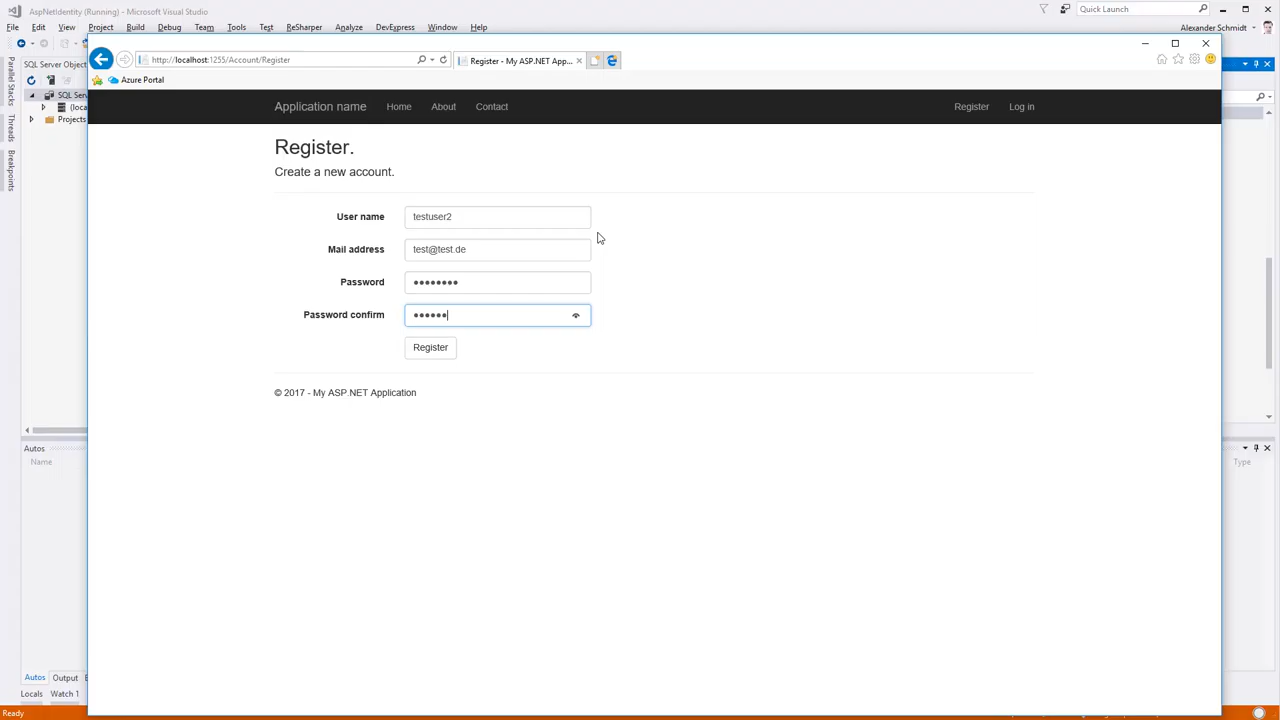 AspNetIdentity (Running) - Microsoft Visual Studio
Quick Launch
File Edit View Project Build Debug Team Tools Test ReSharper Analyze DevExpress Window Help
Alexander Schmidt
SQL Server Object
http://localhost:1255/Account/Register
Register - My ASP.NET App...
Azure Portal
Parallel Stacks
Threads
Breakpoints
SQL Serv
(loca
Projects
Application name Home About Contact Register Log in
Register.
Create a new account.
User name testuser2
Mail address test@test.de
Password ●●●●●●●●
Password confirm ●●●●●●
Register
© 2017 - My ASP.NET Application
Autos
Name
Type
Autos Output
Locals Watch 1
Ready